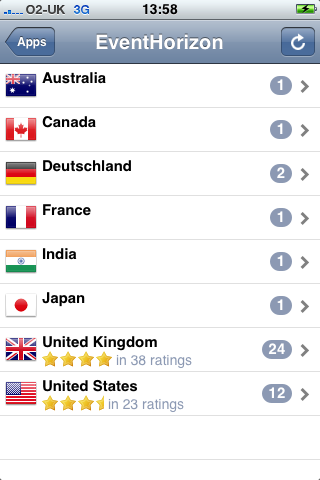 O2-UK 3G 13:58
Apps EventHorizon
Australia 1
Canada 1
Deutschland 2
France 1
India 1
Japan 1
United Kingdom 24
in 38 ratings
United States 12
in 23 ratings